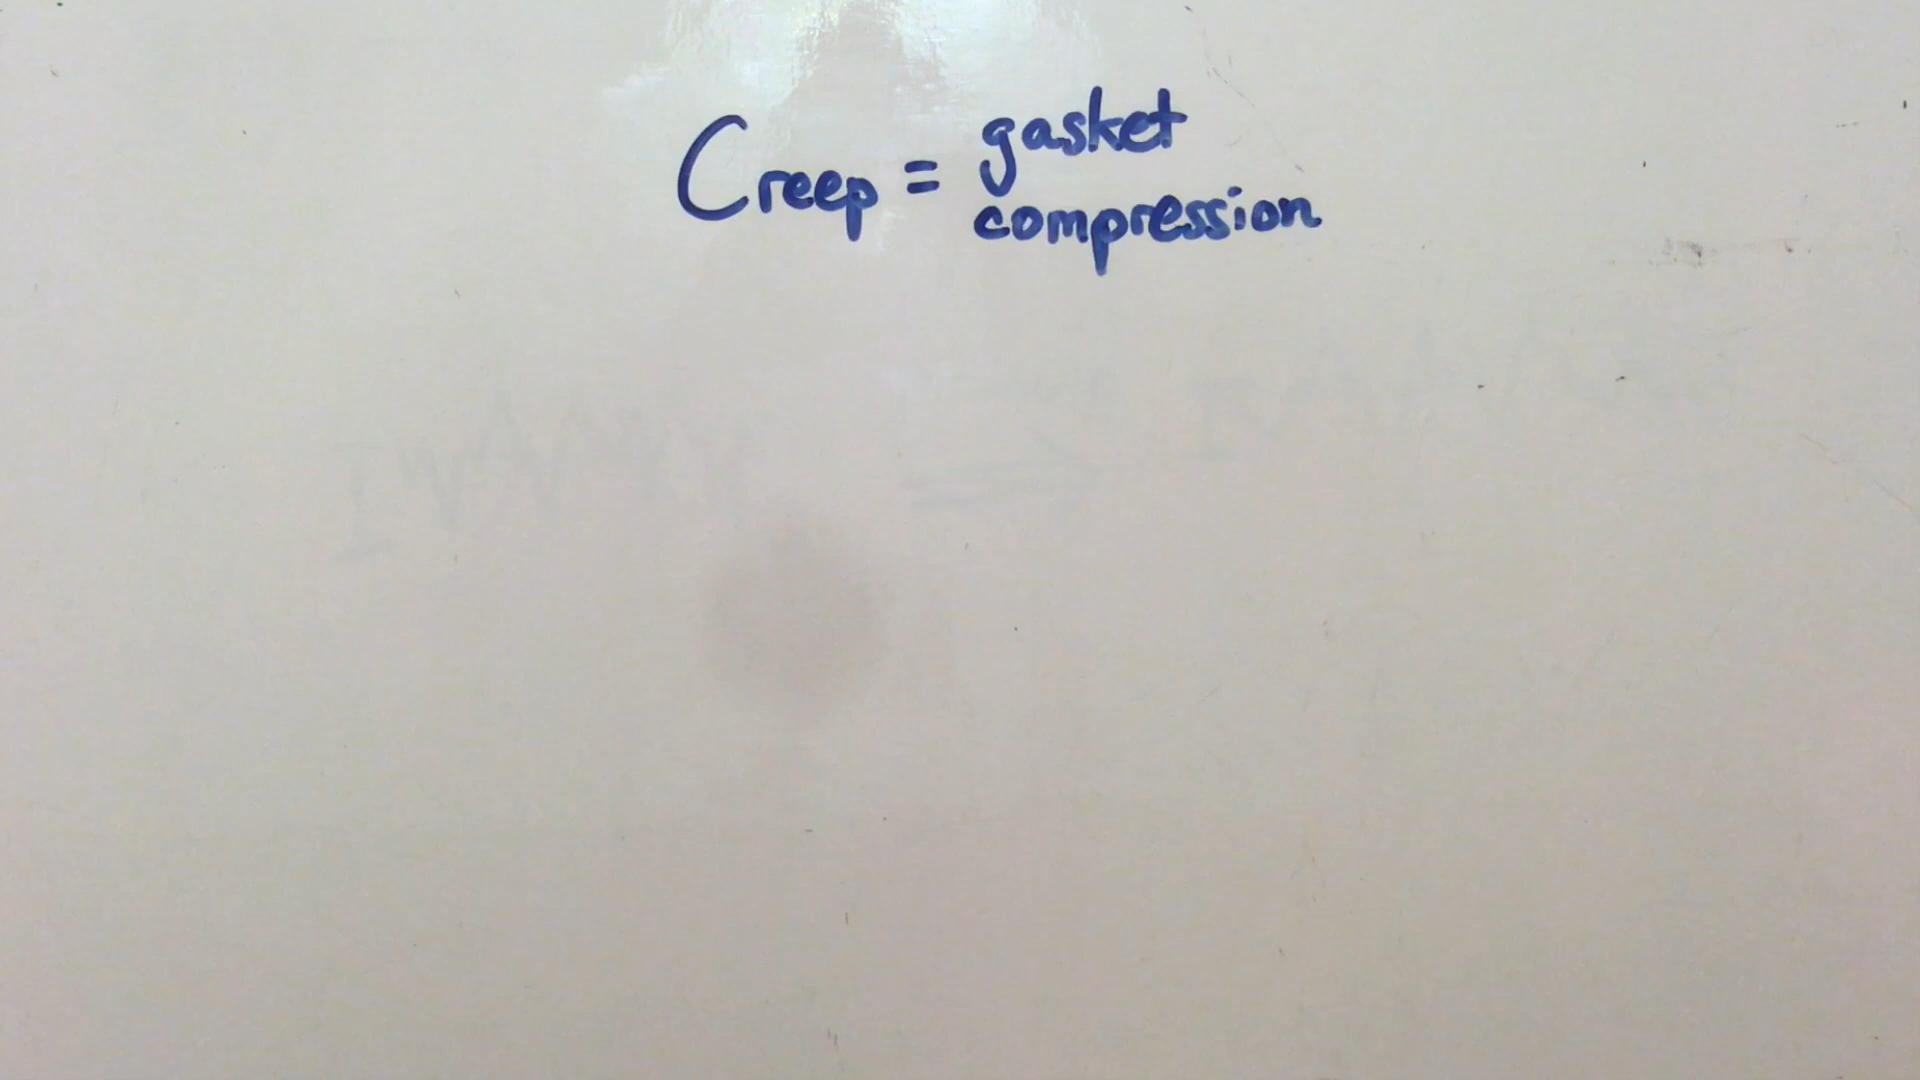 Creep = gasket
compression